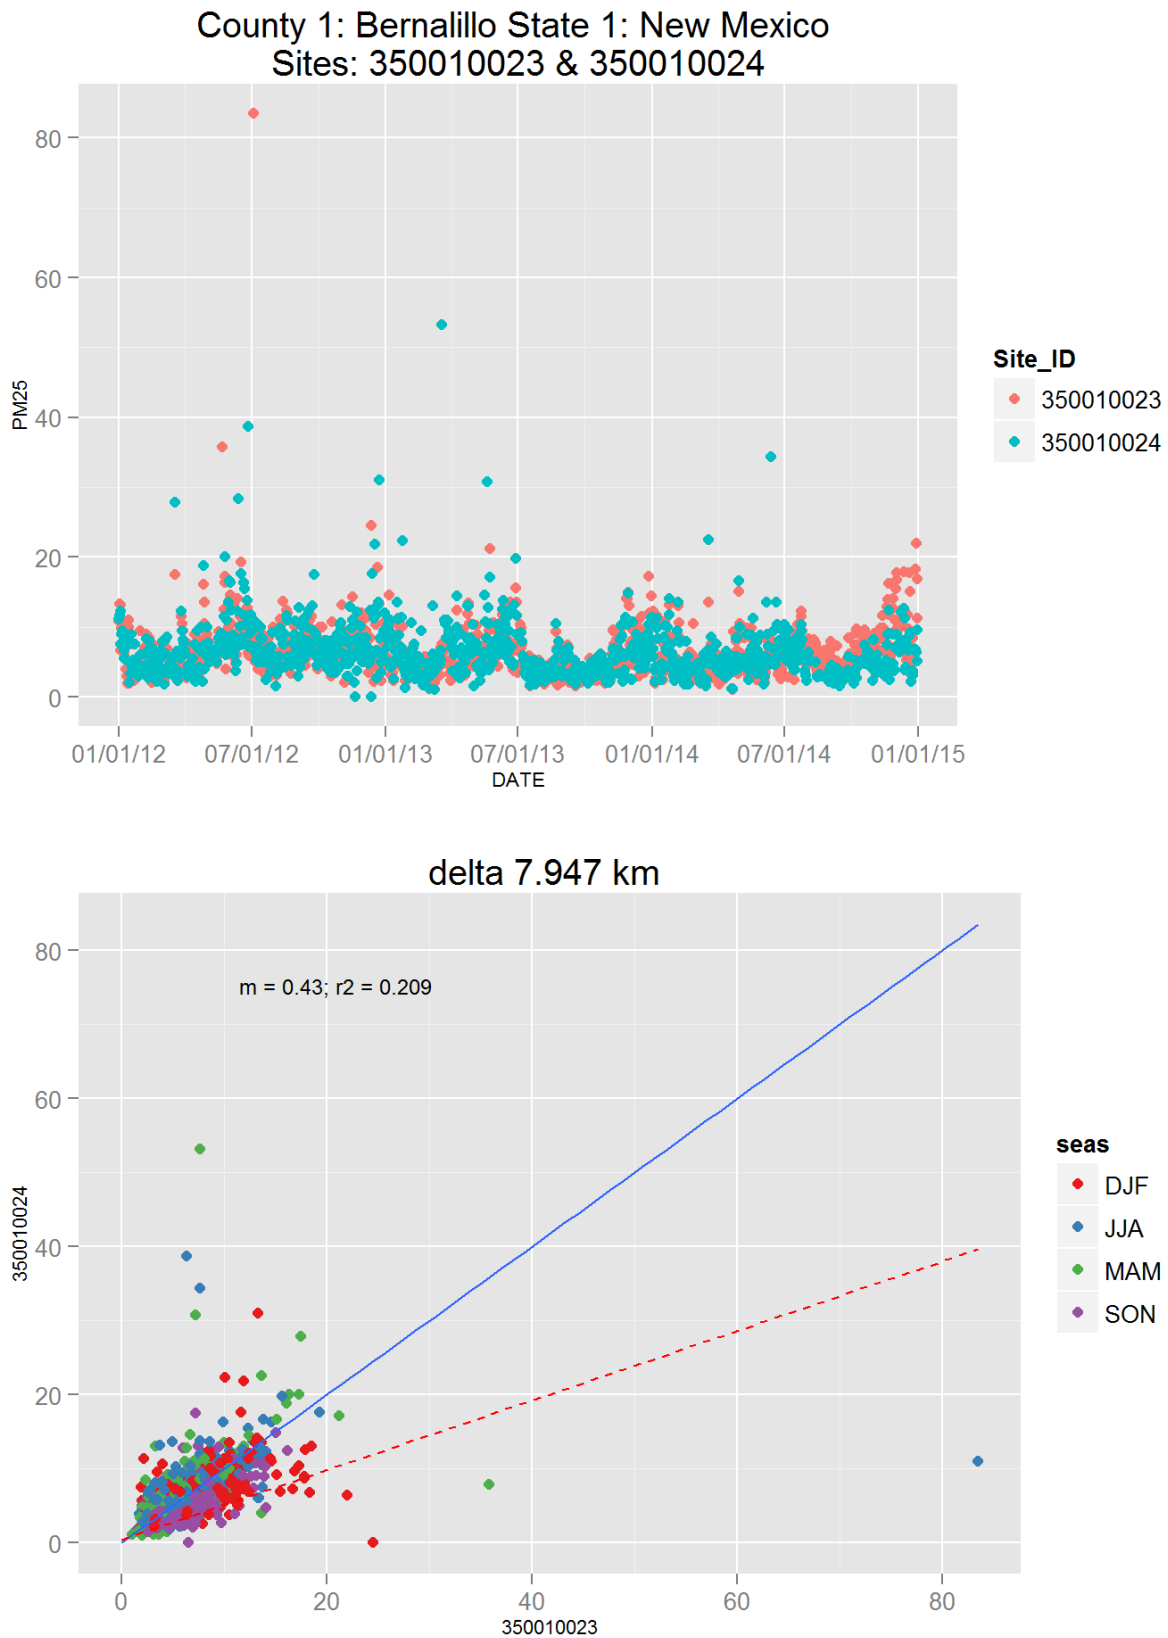 County 1: Bernalillo State 1: New Mexico
Sites: 350010023 & 350010024
80
60
40
20
0
PM25
01/01/12 07/01/12 01/01/13 07/01/13 01/01/14 07/01/14 01/01/15
DATE
Site_ID
350010023
350010024
delta 7.947 km
m = 0.43; r2 = 0.209
80
60
40
20
0
350010024
0 20 40 60 80
350010023
seas
DJF
JJA
MAM
SON